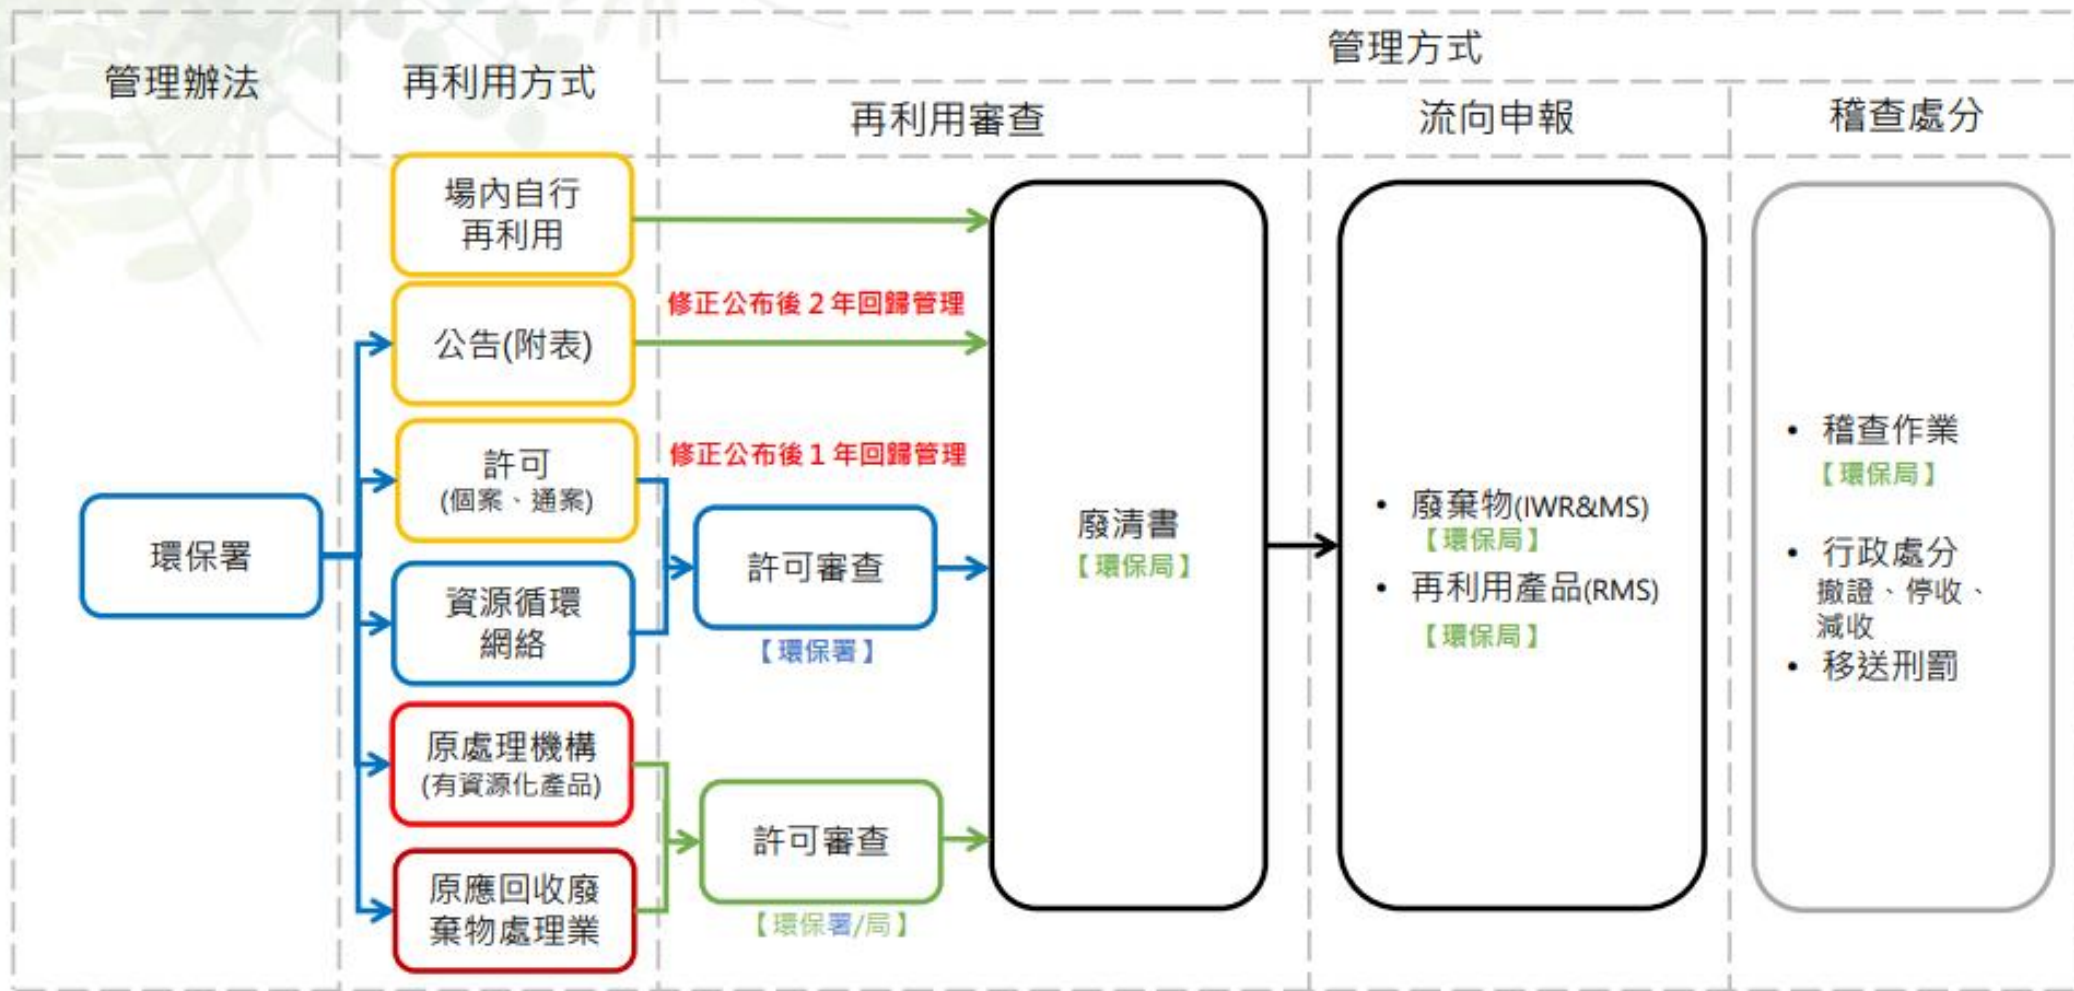 管理辦法
再利用方式
管理方式
再利用審查
流向申報
稽查處分
場內自行
再利用
公告(附表)
許可
(個案、通案)
資源循環
網絡
原處理機構
(有資源化產品)
原應回收廢
棄物處理業
環保署
修正公布後２年回歸管理
修正公布後１年回歸管理
許可審查
【環保署】
許可審查
【環保署/局】
廢清書
【環保局】
• 廢棄物(IWR&MS)
【環保局】
• 再利用產品(RMS)
【環保局】
• 稽查作業
【環保局】
• 行政處分
撤證、停收、
減收
• 移送刑罰